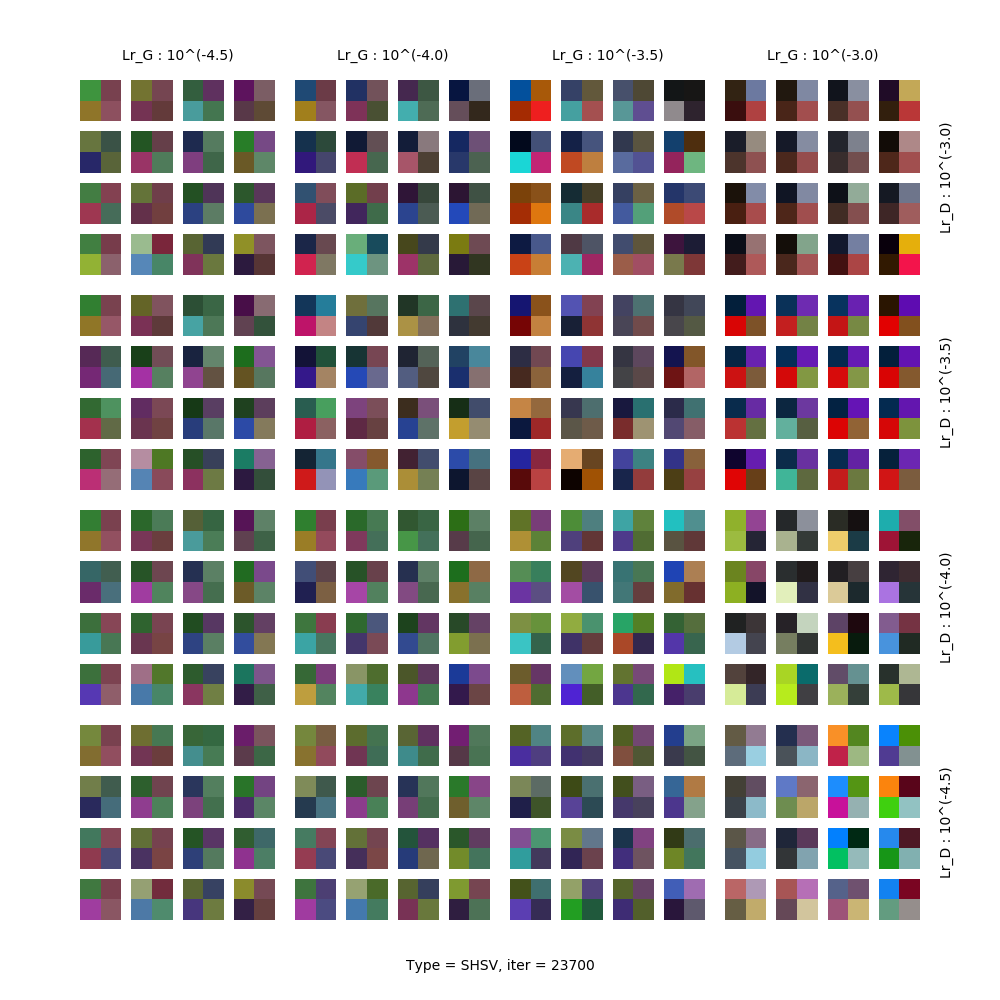 Lr_G : 10^(-4.5)
Lr_G : 10^(-4.0)
Lr_G : 10^(-3.5)
Lr_G : 10^(-3.0)
Lr_D : 10^(-3.0)
Lr_D : 10^(-3.5)
Lr_D : 10^(-4.0)
Lr_D : 10^(-4.5)
Type = SHSV, iter = 23700